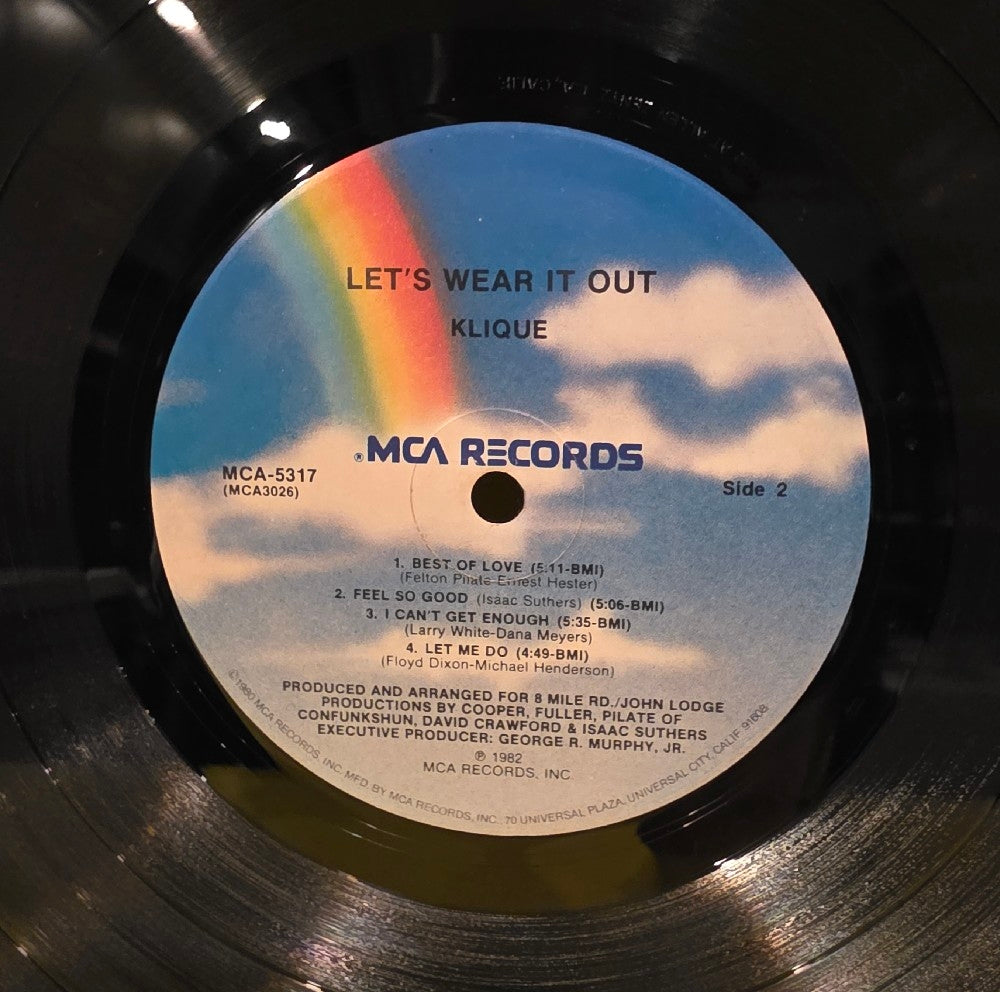 LET'S WEAR IT OUT
KLIQUE
®MCA RECORDS
MCA-5317
(MCA3026)
Side 2
1. BEST OF LOVE (5:11-BMI)
(Felton Pilate-Ernest Hester)
2. FEEL SO GOOD (Isaac Suthers) (5:06-BMI)
3. I CAN'T GET ENOUGH (5:35-BMI)
(Larry White-Dana Meyers)
4. LET ME DO (4:49-BMI)
(Floyd Dixon-Michael Henderson)
PRODUCED AND ARRANGED FOR 8 MILE RD./JOHN LODGE
PRODUCTIONS BY COOPER, FULLER, PILATE OF
CONFUNKSHUN, DAVID CRAWFORD & ISAAC SUTHERS
EXECUTIVE PRODUCER: GEORGE R. MURPHY, JR.
℗ 1982
MCA RECORDS, INC.
©1980 MCA RECORDS, INC. MFD. BY MCA RECORDS, INC., 70 UNIVERSAL PLAZA, UNIVERSAL CITY, CALIF. 91608